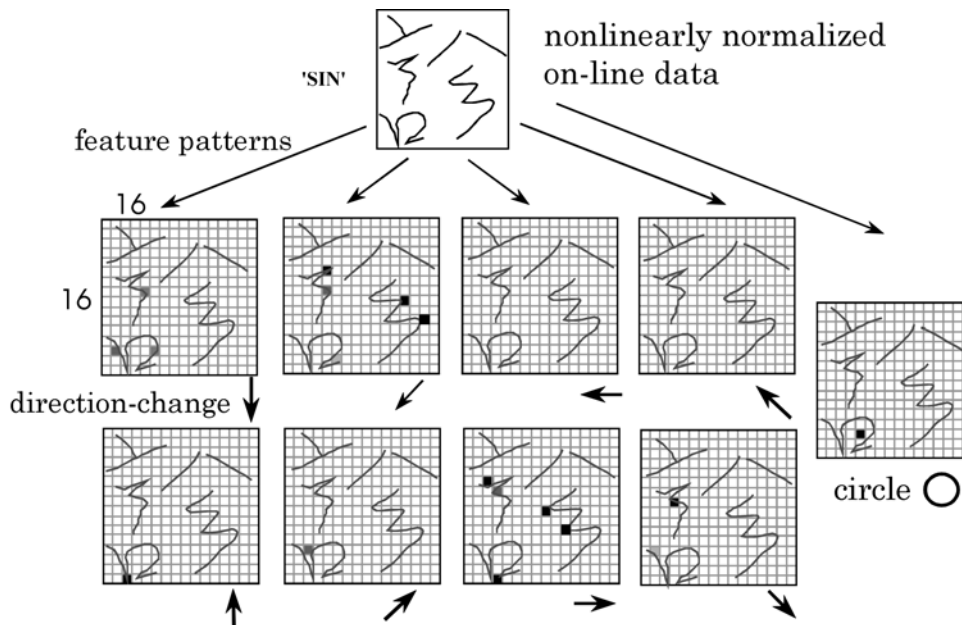 'SIN'
nonlinearly normalized
on-line data
feature patterns
16
16
direction-change
circle